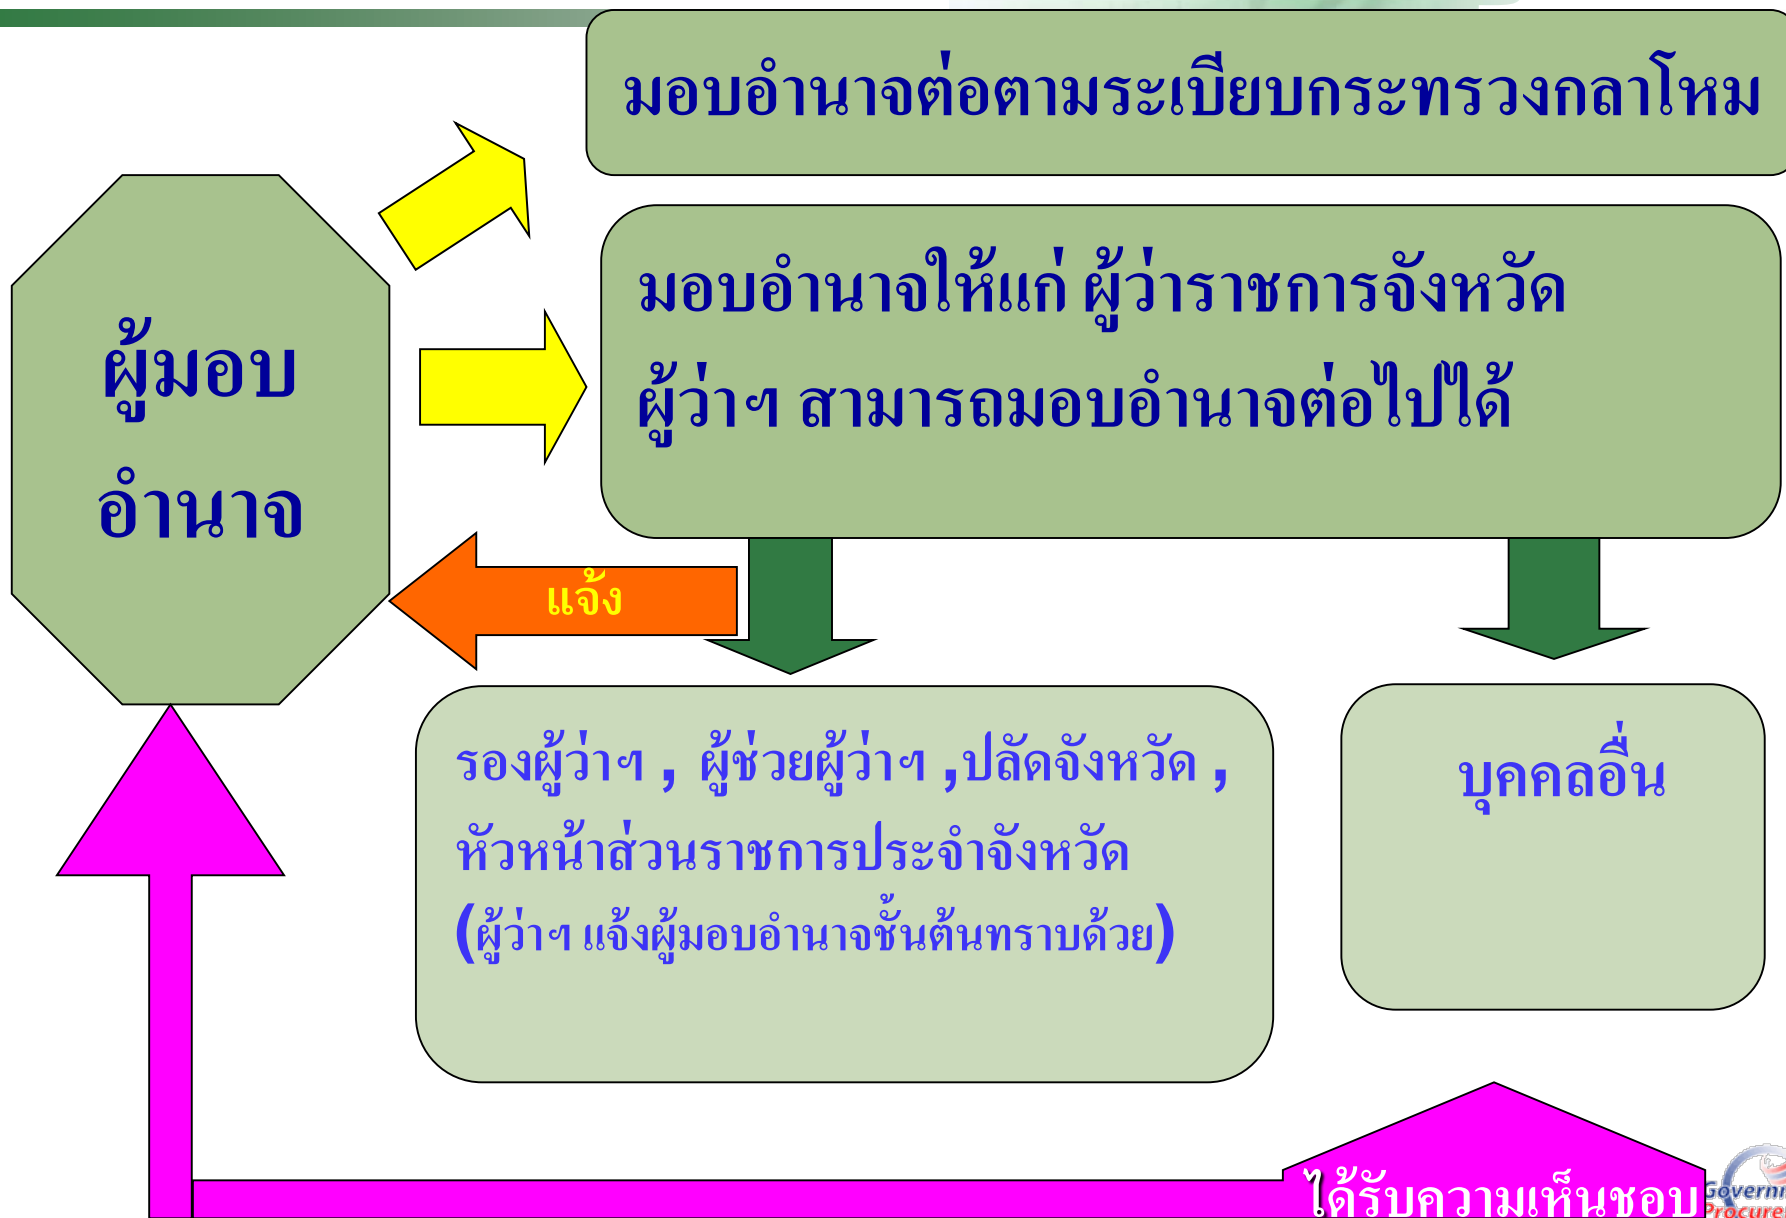 มอบอำนาจต่อตามระเบียบกระทรวงกลาโหม
ผู้มอบ
อำนาจ
มอบอำนาจให้แก่ ผู้ว่าราชการจังหวัด
ผู้ว่าฯ สามารถมอบอำนาจต่อไปได้
แจ้ง
รองผู้ว่าฯ , ผู้ช่วยผู้ว่าฯ ,ปลัดจังหวัด ,
หัวหน้าส่วนราชการประจำจังหวัด
(ผู้ว่าฯ แจ้งผู้มอบอำนาจชั้นต้นทราบด้วย)
บุคคลอื่น
ได้รับความเห็นชอบ